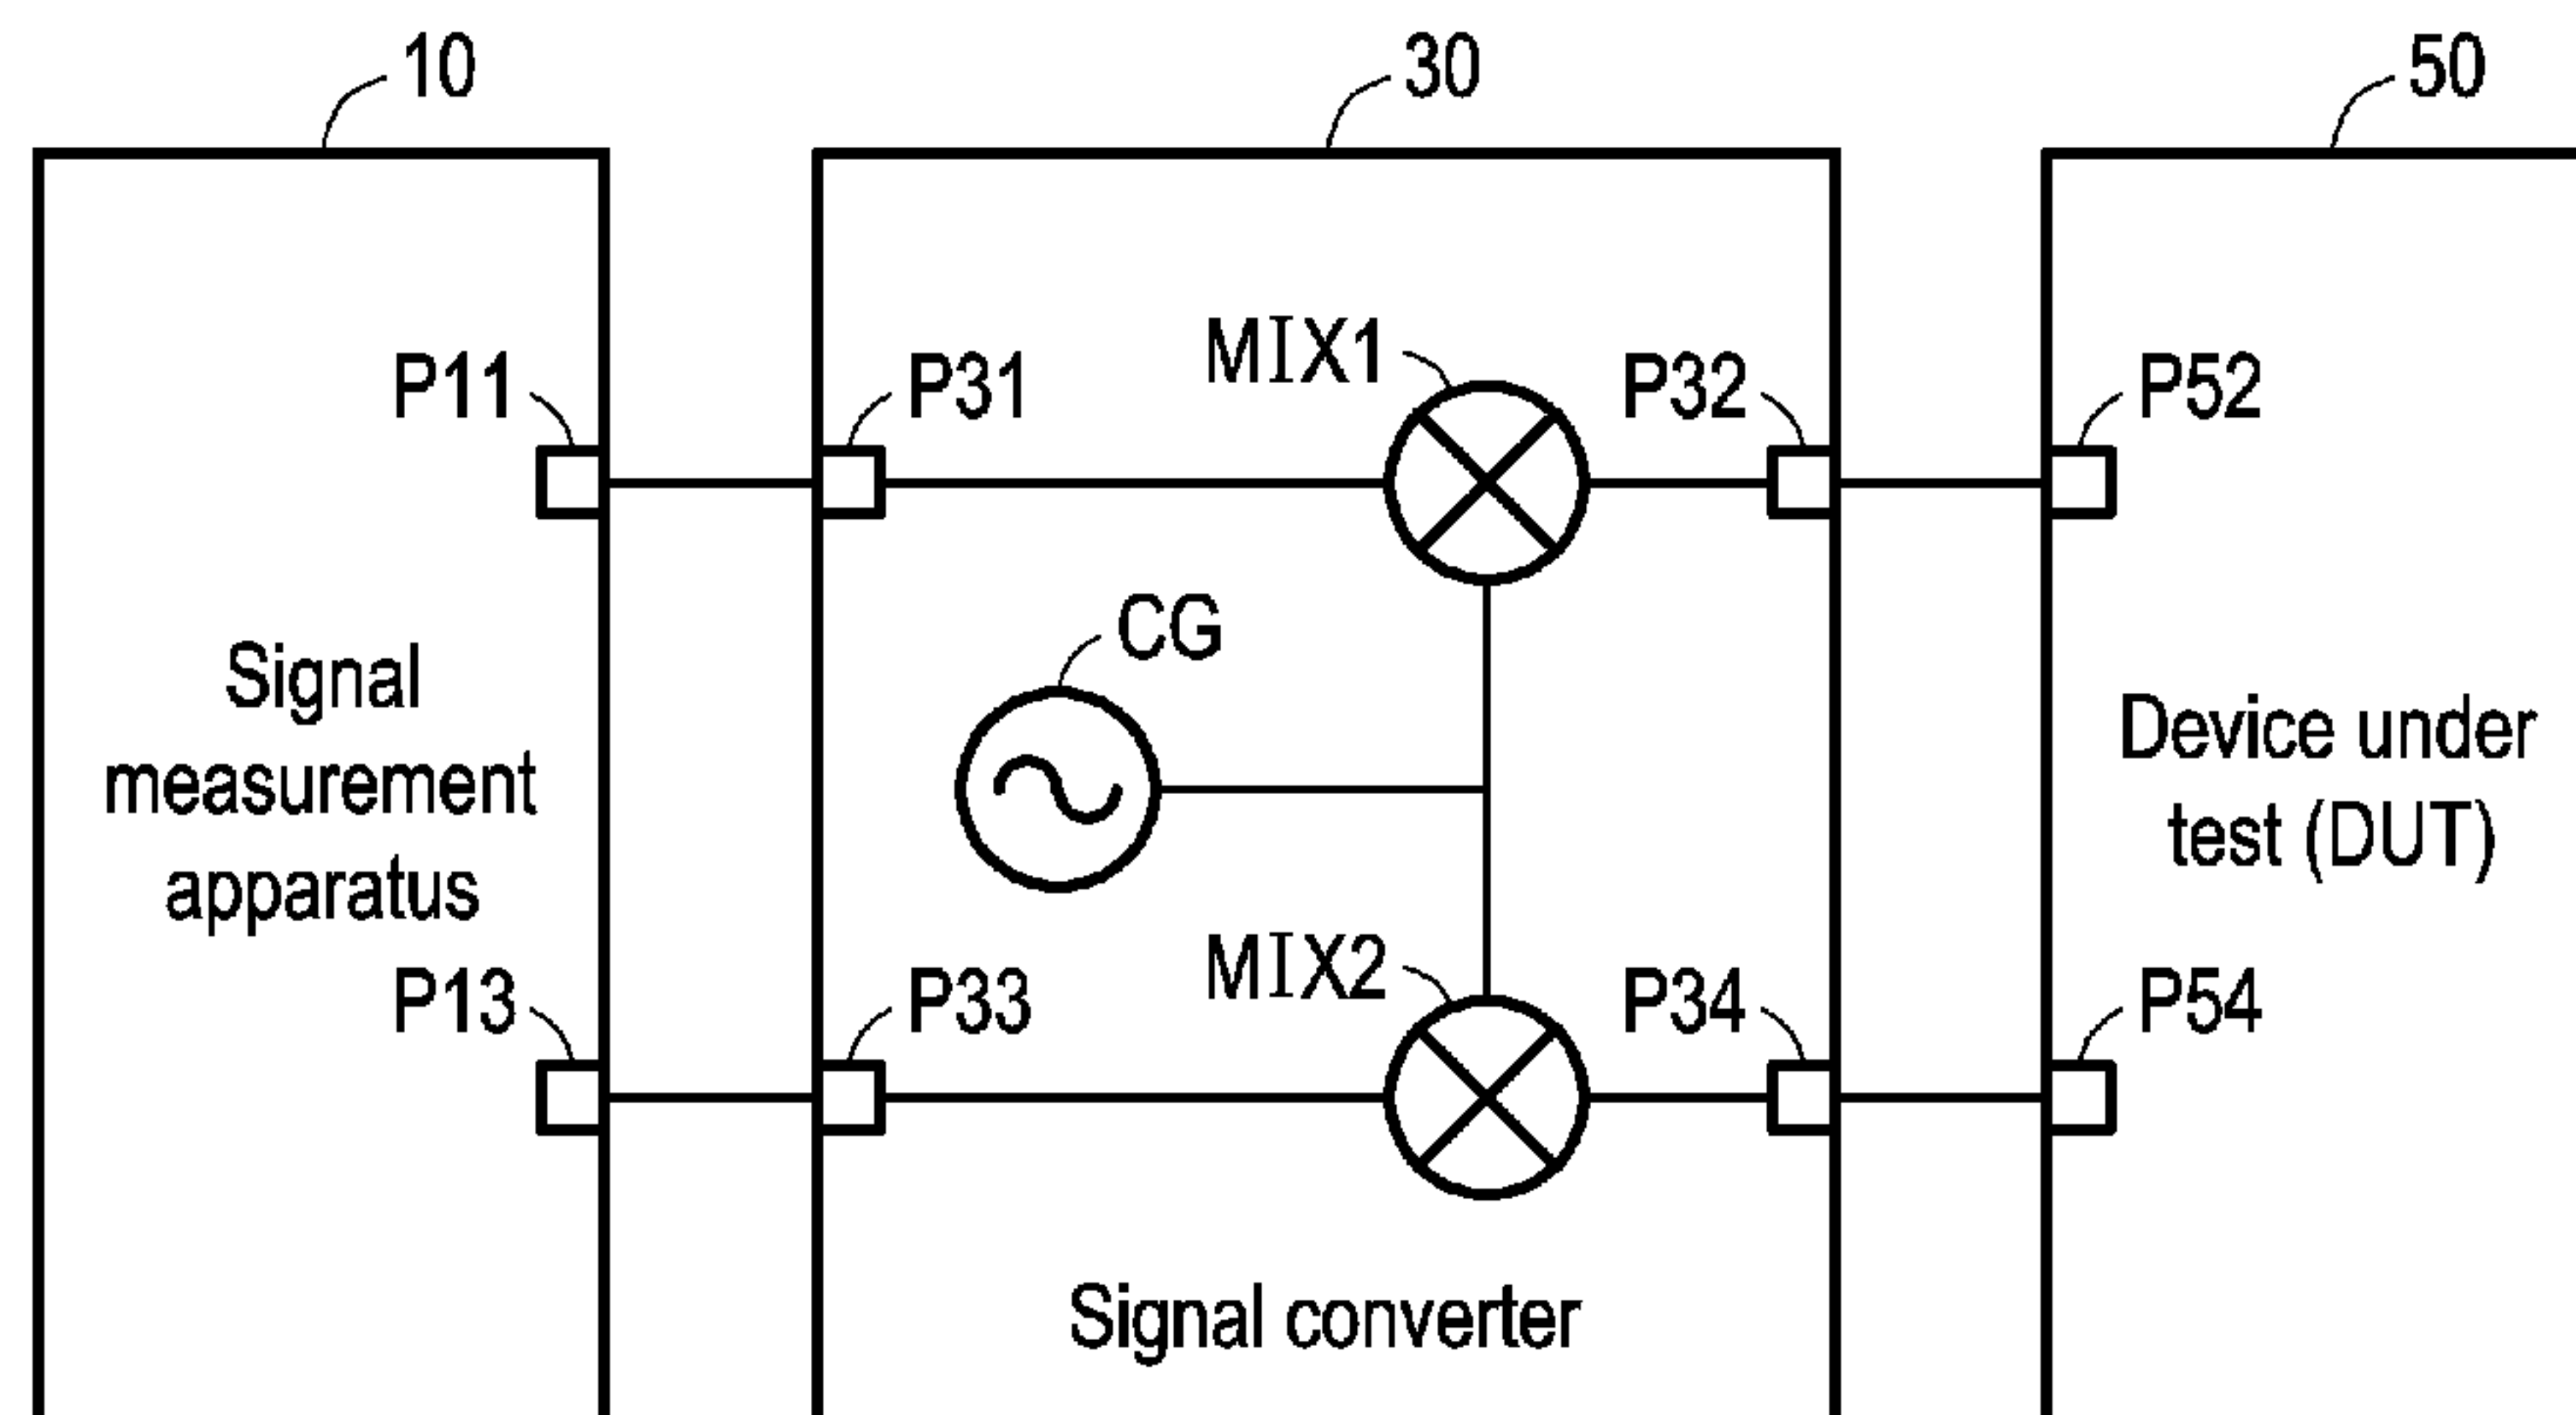 10
30
50
MIX1
P11
P31
P32
P52
CG
Signal
measurement
apparatus
Device under
test (DUT)
MIX2
P13
P33
P34
P54
Signal converter